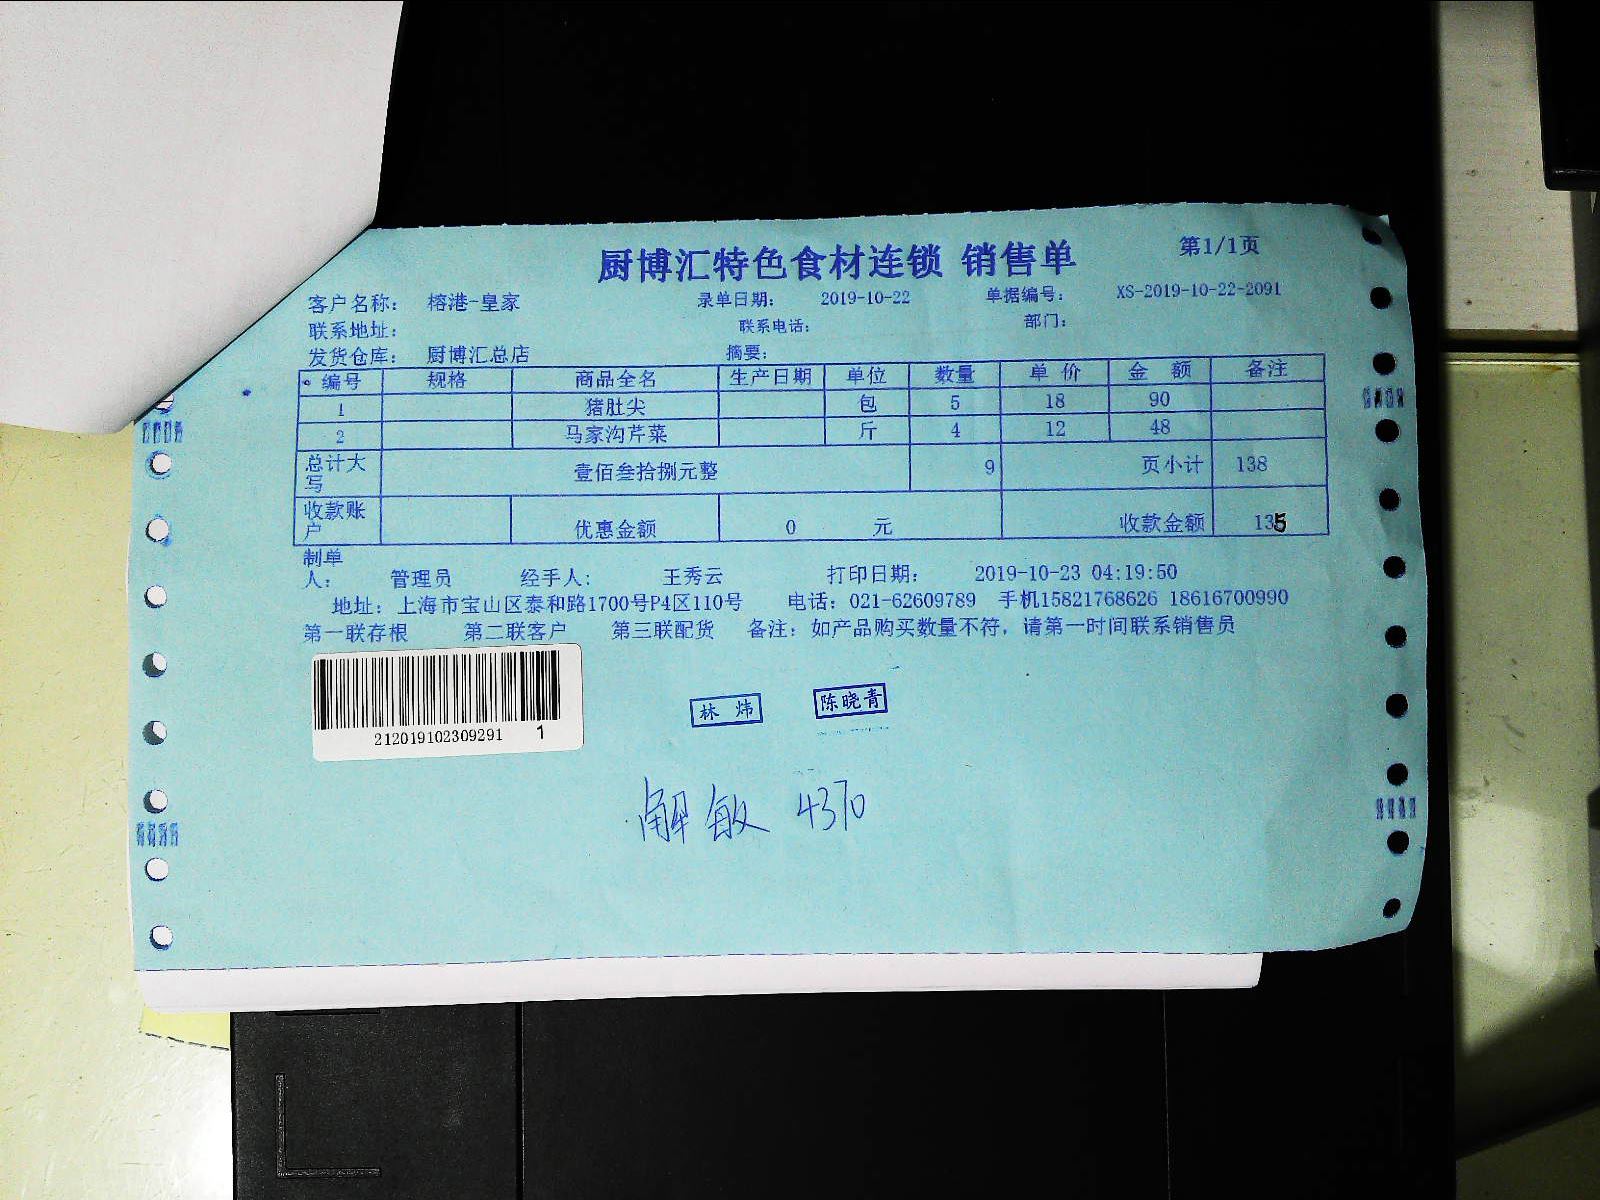 厨博汇特色食材连锁 销售单 第1/1页
客户名称: 榕港-皇家 录单日期: 2019-10-22 单据编号: XS-2019-10-22-2091
联系地址: 联系电话: 部门:
发货仓库: 厨博汇总店 摘要:
编号 规格 商品全名 生产日期 单位 数量 单 价 金 额 备注
1 猪肚尖 包 5 18 90
2 马家沟芹菜 斤 4 12 48
总计大写 壹佰叁拾捌元整 9 页小计 138
收款账户 优惠金额 0 元 收款金额 135
制单人: 管理员 经手人: 王秀云 打印日期: 2019-10-23 04:19:50
地址: 上海市宝山区泰和路1700号P4区110号 电话: 021-62609789 手机15821768626 18616700990
第一联存根 第二联客户 第三联配货 备注: 如产品购买数量不符, 请第一时间联系销售员
林 炜 陈晓青
212019102309291 1
解敏 4370